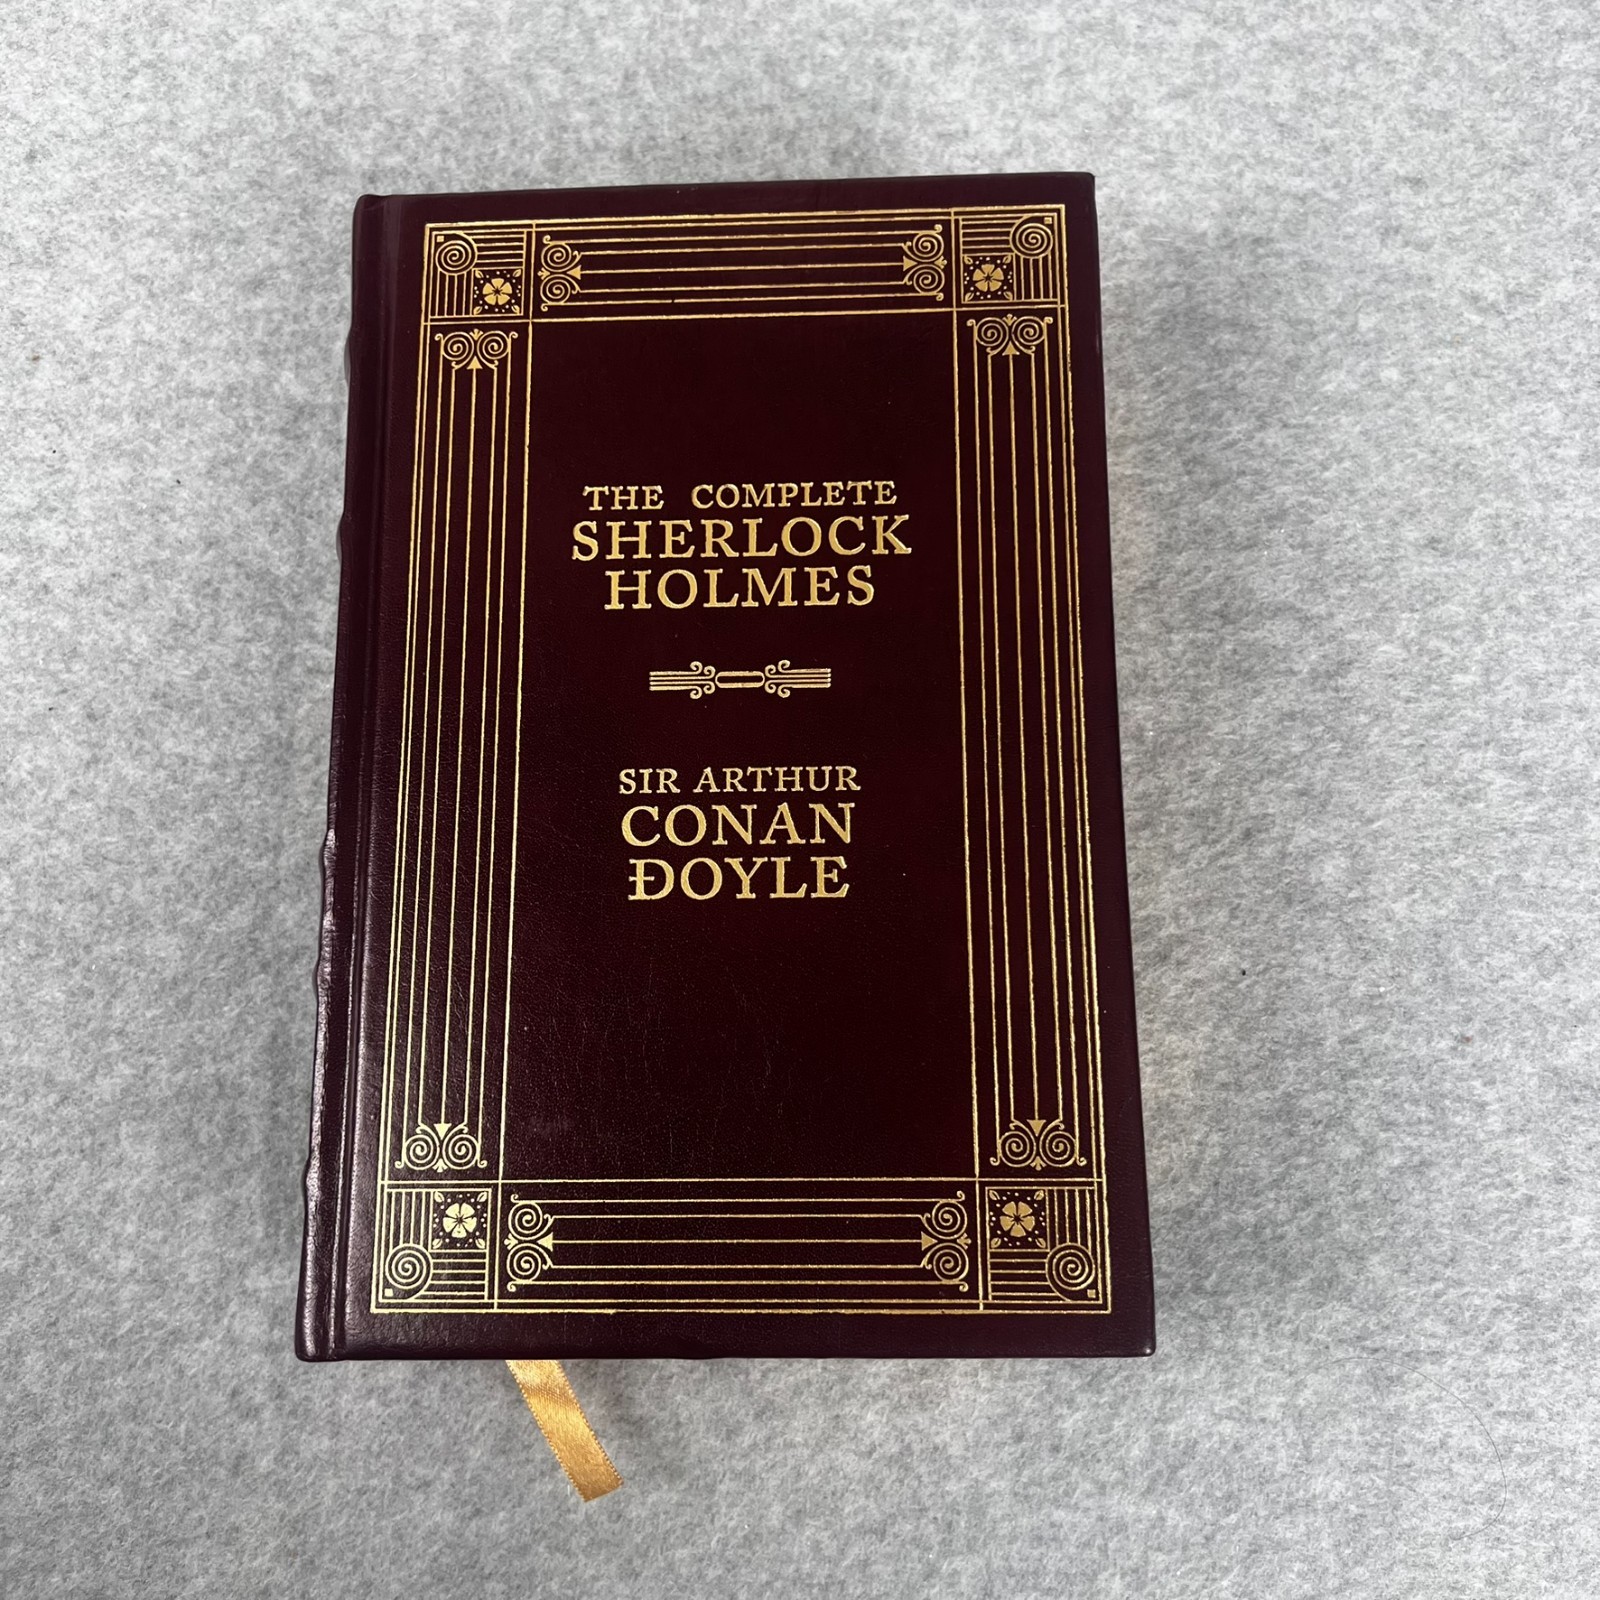 THE COMPLETE
SHERLOCK
HOLMES
SIR ARTHUR
CONAN
ĐOYLE